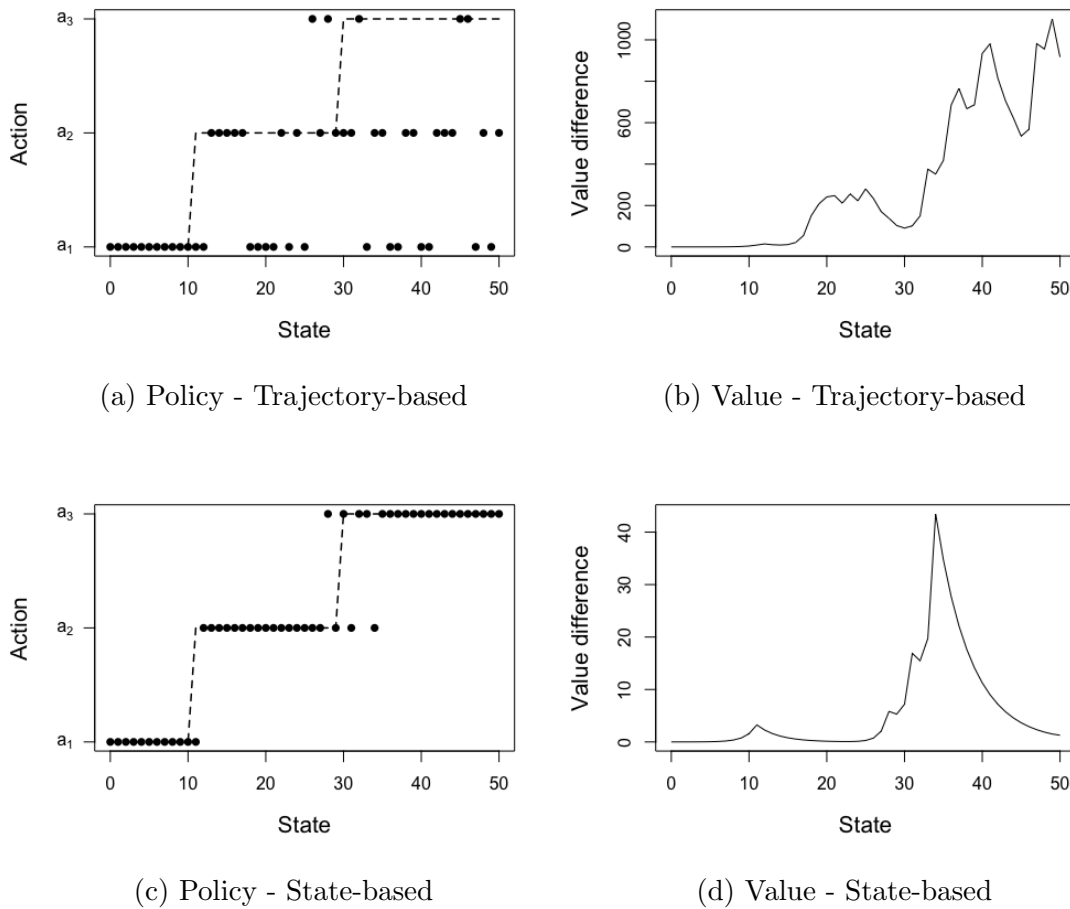 a3
a2
a1
Action
0 10 20 30 40 50
State
(a) Policy - Trajectory-based
1000
600
200
0
Value difference
0 10 20 30 40 50
State
(b) Value - Trajectory-based
a3
a2
a1
Action
0 10 20 30 40 50
State
(c) Policy - State-based
40
30
20
10
0
Value difference
0 10 20 30 40 50
State
(d) Value - State-based